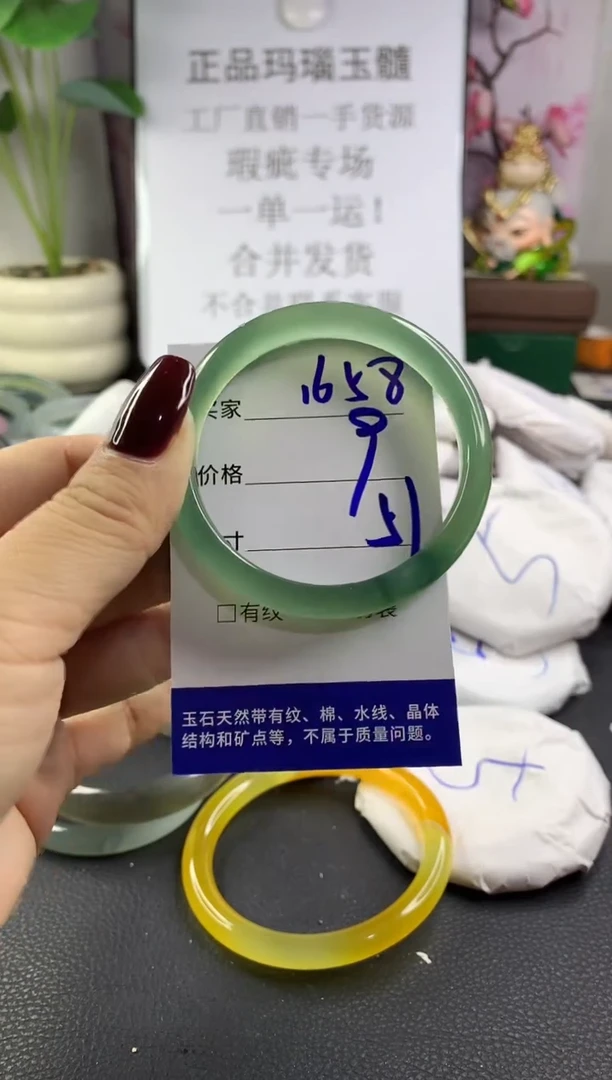 正品玛瑙玉髓
工厂直销一手货源
瑕疵专场
一单一运!
合并发货
买家 1658
价格 9
寸 51
□有纹
玉石天然带有纹、棉、水线、晶体
结构和矿点等，不属于质量问题。